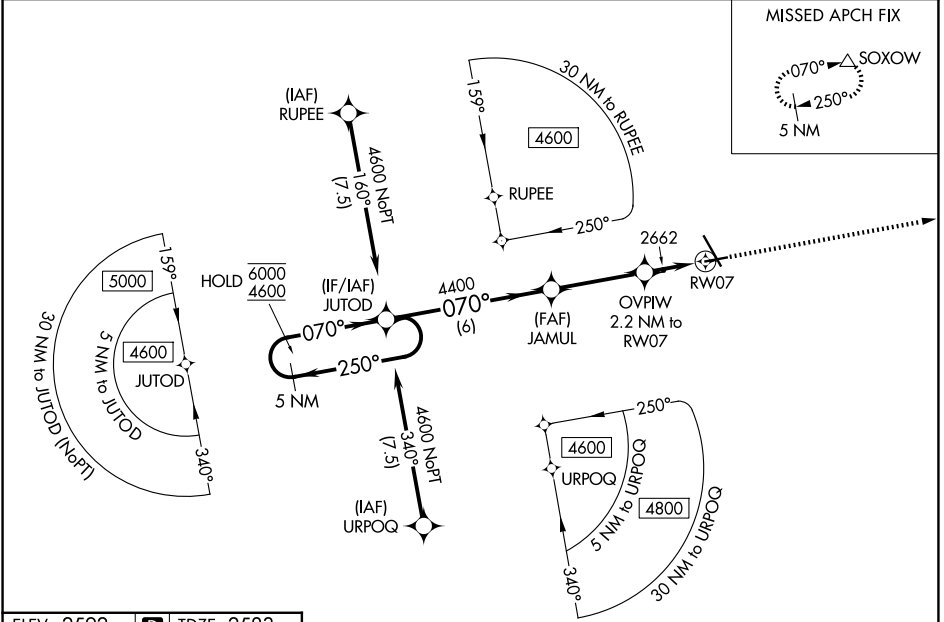 MISSED APCH FIX
SOXOW
070°
250°
5 NM
(IAF)
RUPEE
4600 NoPT
160°
(7.5)
159°
30 NM to RUPEE
4600
RUPEE
250°
2662
RW07
OVPIW
2.2 NM to
RW07
(FAF)
JAMUL
4400
070°
(6)
HOLD 6000
4600
(IF/IAF)
JUTOD
070°
250°
5 NM
159°
5000
4600
JUTOD
5 NM to JUTOD
30 NM to JUTOD (NoPT)
340°
4600 NoPT
340°
(7.5)
(IAF)
URPOQ
250°
4600
URPOQ
5 NM to URPOQ
4800
30 NM to URPOQ
340°